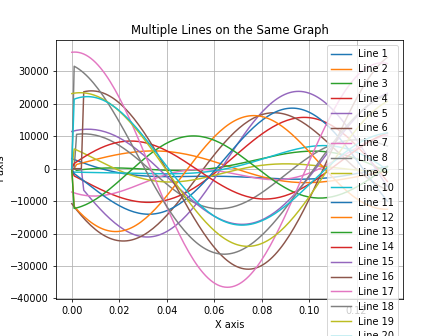 Multiple Lines on the Same Graph
30000
20000
10000
0
−10000
−20000
−30000
−40000
0.00
0.02
0.04
0.06
0.08
0.10
X axis
Line 1
Line 2
Line 3
Line 4
Line 5
Line 6
Line 7
Line 8
Line 9
Line 10
Line 11
Line 12
Line 13
Line 14
Line 15
Line 16
Line 17
Line 18
Line 19
Line 20